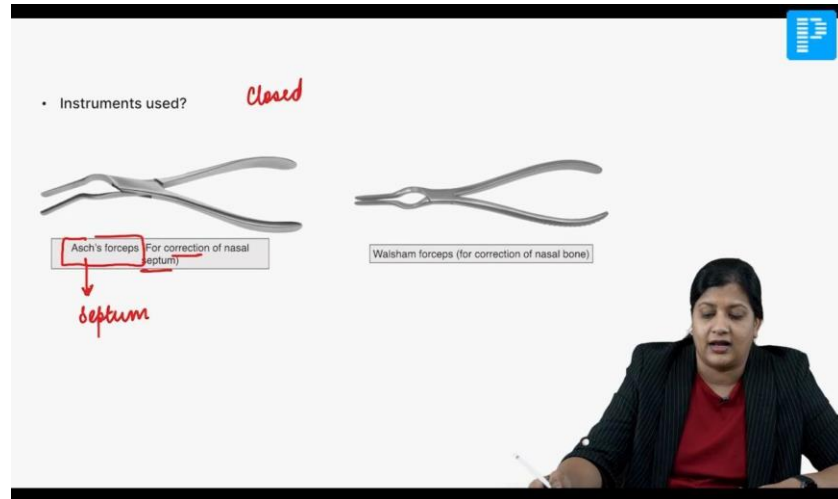 • Instruments used?
Closed
Asch's forceps (For correction of nasal
septum)
Walsham forceps (for correction of nasal bone)
septum